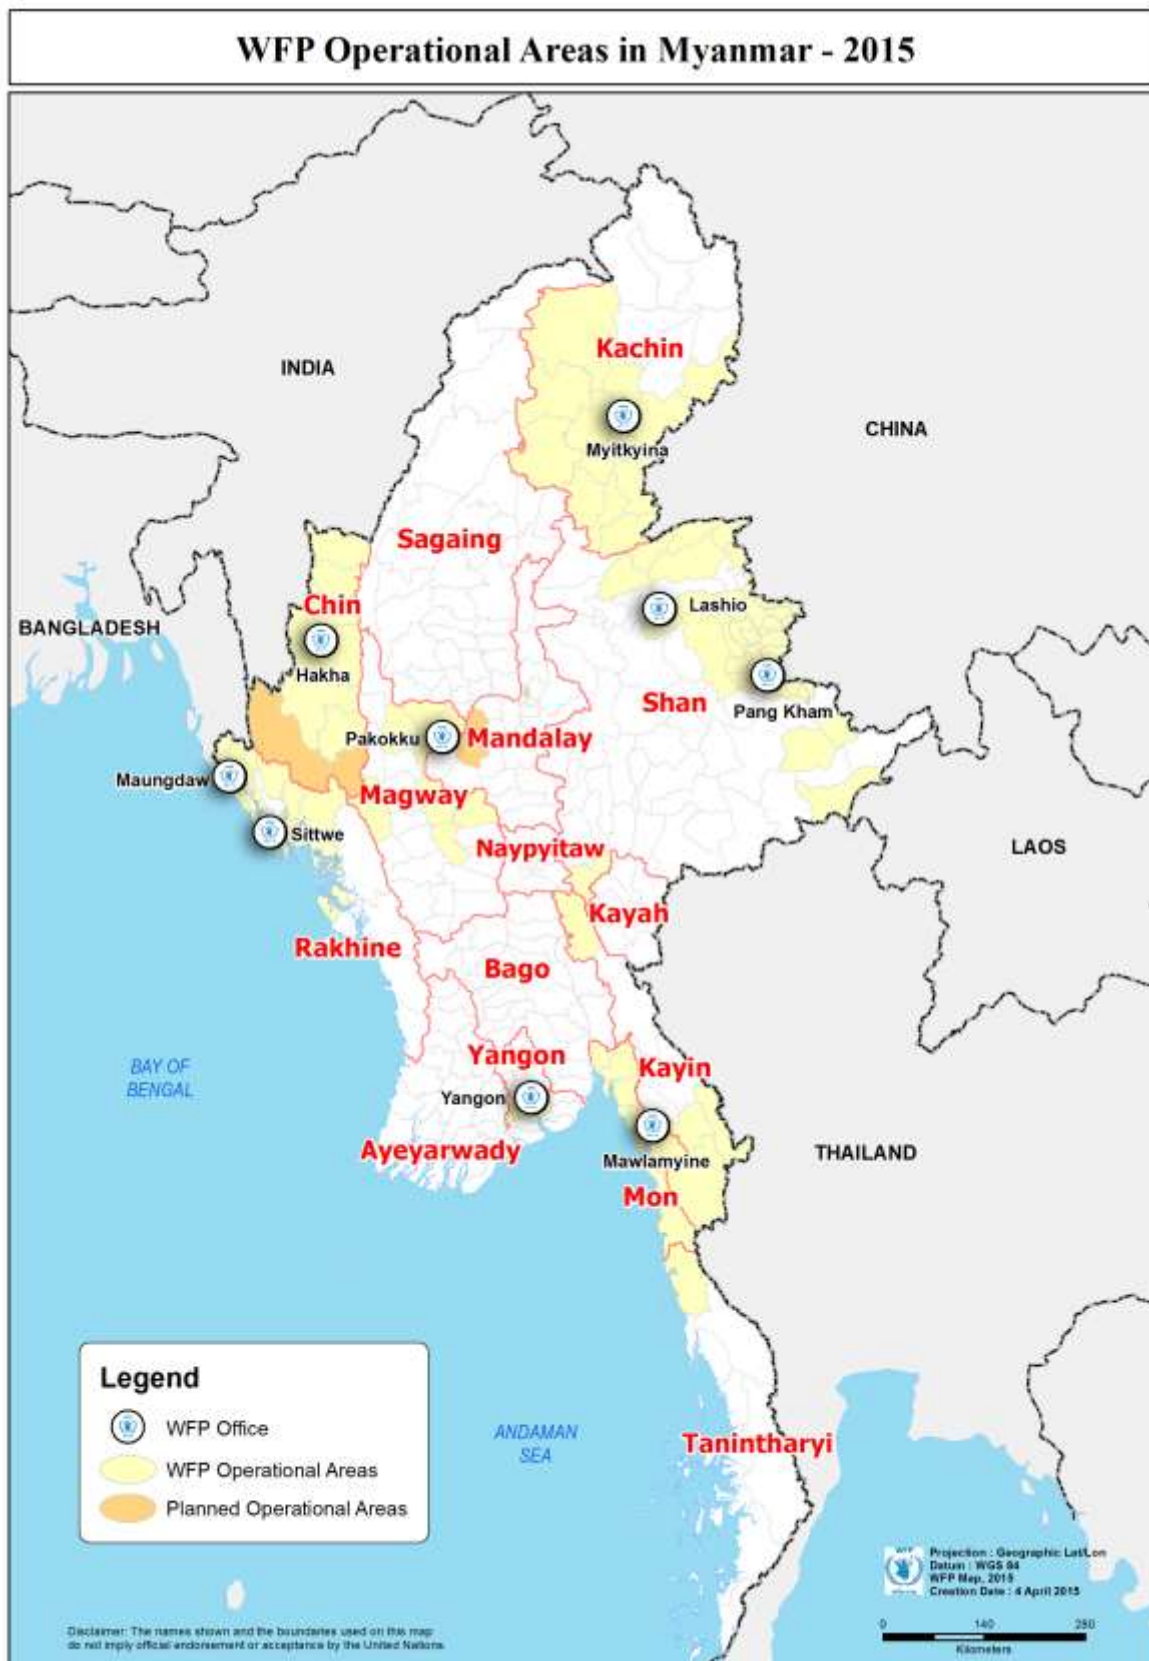 WFP Operational Areas in Myanmar - 2015
INDIA
Kachin
CHINA
Myitkyina
Sagaing
Chin
Lashio
BANGLADESH
Hakha
Shan
Pang Kham
Pakokku
Mandalay
Maungdaw
Magway
Sittwe
Naypyitaw
LAOS
Kayah
Rakhine
Bago
Yangon
Kayin
BAY OF
BENGAL
Yangon
Ayeyarwady
THAILAND
Mawlamyine
Mon
Legend
WFP Office
WFP Operational Areas
Planned Operational Areas
ANDAMAN
SEA
Tanintharyi
Projection : Geographic Lat/Lon
Datum : WGS 84
WFP Map, 2015
Creation Date : 4 April 2015
0 140 280
Kilometers
Disclaimer: The names shown and the boundaries used on this map
do not imply official endorsement or acceptance by the United Nations.